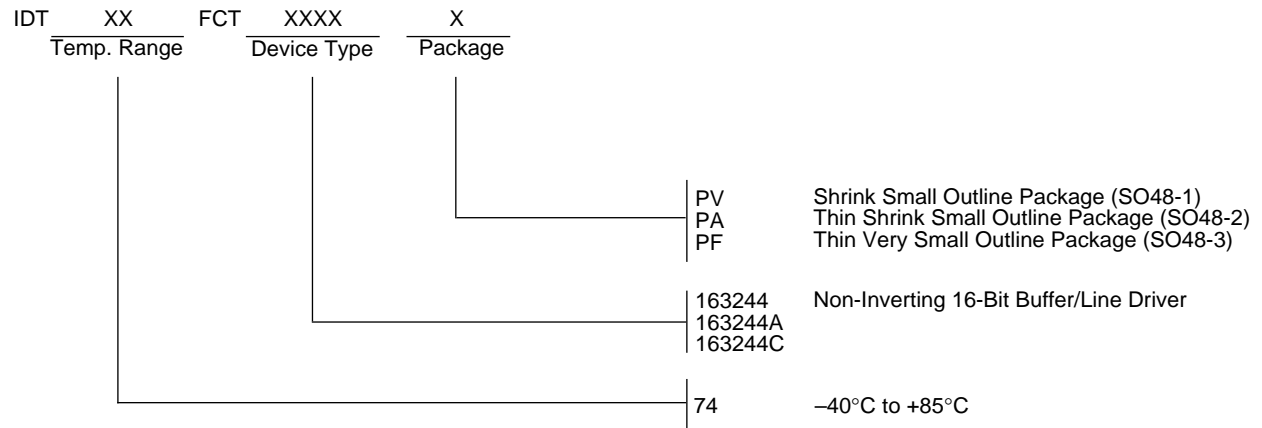 IDT XX FCT XXXX X
Temp. Range Device Type Package
PV Shrink Small Outline Package (SO48-1)
PA Thin Shrink Small Outline Package (SO48-2)
PF Thin Very Small Outline Package (SO48-3)
163244 Non-Inverting 16-Bit Buffer/Line Driver
163244A
163244C
74 –40°C to +85°C